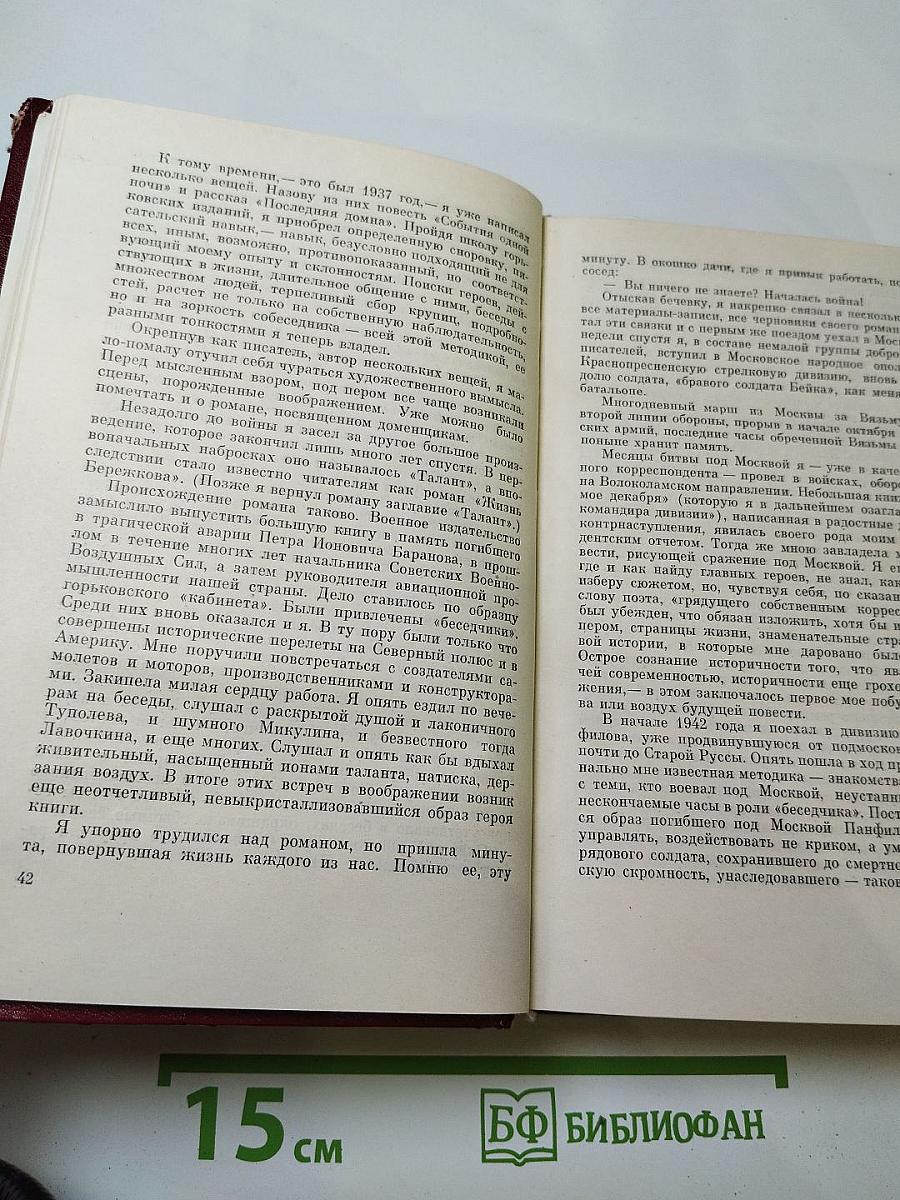 К тому времени,— это был 1937 год,— я уже написал
несколько вещей. Назову из них повесть «События одной
ночи» и рассказ «Последняя домна». Пройдя школу горь-
ковских изданий, я приобрел определенную сноровку, пи-
сательский навык,— навык, безусловно подходящий не для
всех, иным, возможно, противопоказанный, но соответст-
вующий моему опыту и склонностям. Поиски героев, дей-
ствующих в жизни, длительное общение с ними, беседы с
множеством людей, терпеливый сбор крупиц, подробно-
стей, расчет не только на собственную наблюдательность,
но и на зоркость собеседника — всей этой методикой, ее
разными тонкостями я теперь владел.
Окрепнув как писатель, автор нескольких вещей, я ма-
ло-помалу отучил себя чураться художественного вымысла.
Перед мысленным взором, под пером все чаще возникали
сцены, порожденные воображением. Уже можно было
помечтать и о романе, посвященном доменщикам.
Незадолго до войны я засел за другое большое произ-
ведение, которое закончил лишь много лет спустя. В пер-
воначальных набросках оно называлось «Талант», а впо-
следствии стало известно читателям как роман «Жизнь
Бережкова». (Позже я вернул роману заглавие «Талант».)
Происхождение романа таково. Военное издательство
замыслило выпустить большую книгу в память погибшего
в трагической аварии Петра Ионовича Баранова, в прош-
лом в течение многих лет начальника Советских Военно-
Воздушных Сил, а затем руководителя авиационной про-
мышленности нашей страны. Дело ставилось по образцу
горьковского «кабинета». Были привлечены «беседчики».
Среди них вновь оказался и я. В ту пору были только что
совершены исторические перелеты на Северный полюс и в
Америку. Мне поручили повстречаться с создателями са-
молетов и моторов, производственниками и конструктора-
ми. Закипела милая сердцу работа. Я опять ездил по вече-
рам на беседы, слушал с раскрытой душой и лаконичного
Туполева, и шумного Микулина, и безвестного тогда
Лавочкина, и еще многих. Слушал и опять как бы вдыхал
живительный, насыщенный ионами таланта, натиска, дер-
зания воздух. В итоге этих встреч в воображении возник
еще неотчетливый, невыкристаллизова́вшийся образ героя
книги.
Я упорно трудился над романом, но пришла мину-
та, повернувшая жизнь каждого из нас. Помню ее, эту
42
минуту. В окошко дачи, где я привык работать, по
сосед:
— Вы ничего не знаете? Началась война!
Отыскав бечевку, я накрепко связал в нескольк
все материалы-записи, все черновики своего роман
тал эти связки и с первым же поездом уехал в Моск
недели спустя я, в составе немалой группы добро
писателей, вступил в Московское народное опол
Краснопресненскую стрелковую дивизию, вновь
долю солдата, «бравого солдата Бейка», как меня
батальоне.
Многодневный марш из Москвы за Вязьму
второй линии обороны, прорыв в начале октября
ских армий, последние часы обреченной Вязьмы
поныне хранит память.
Месяцы битвы под Москвой я — уже в каче
ного корреспондента — провел в войсках, оборо
на Волоколамском направлении. Небольшая книж
мое декабря» (которую я в дальнейшем озагла
командира дивизии»), написанная в радостные д
контрнаступления, явилась своего рода моим
дентским отчетом. Тогда же мною завладела м
вести, рисующей сражение под Москвой. Я е
где и как найду главных героев, не знал, как
изберу сюжетом, но, чувствуя себя, по сказан
слову поэта, «грядущего собственным коррес
был убежден, что обязан изложить, хотя бы и
пером, страницы жизни, знаменательные стра
вой истории, в которые мне даровано было
Острое сознание историчности того, что явл
чей современностью, историчности еще грохо
жения,— в этом заключалось первое мое побу
ва или воздух будущей повести.
В начале 1942 года я поехал в дивизию
филова, уже продвинувшуюся от подмосков
почти до Старой Руссы. Опять пошла в ход пр
нально мне известная методика — знакомства
с теми, кто воевал под Москвой, неустанн
нескончаемые часы в роли «беседчика». Пост
ся образ погибшего под Москвой Панфил
управлять, воздействовать не криком, а ум
рядового солдата, сохранившего до смертно
скую скромность, унаследовавшего — таков
15 см
БФ БИБЛИОФАН